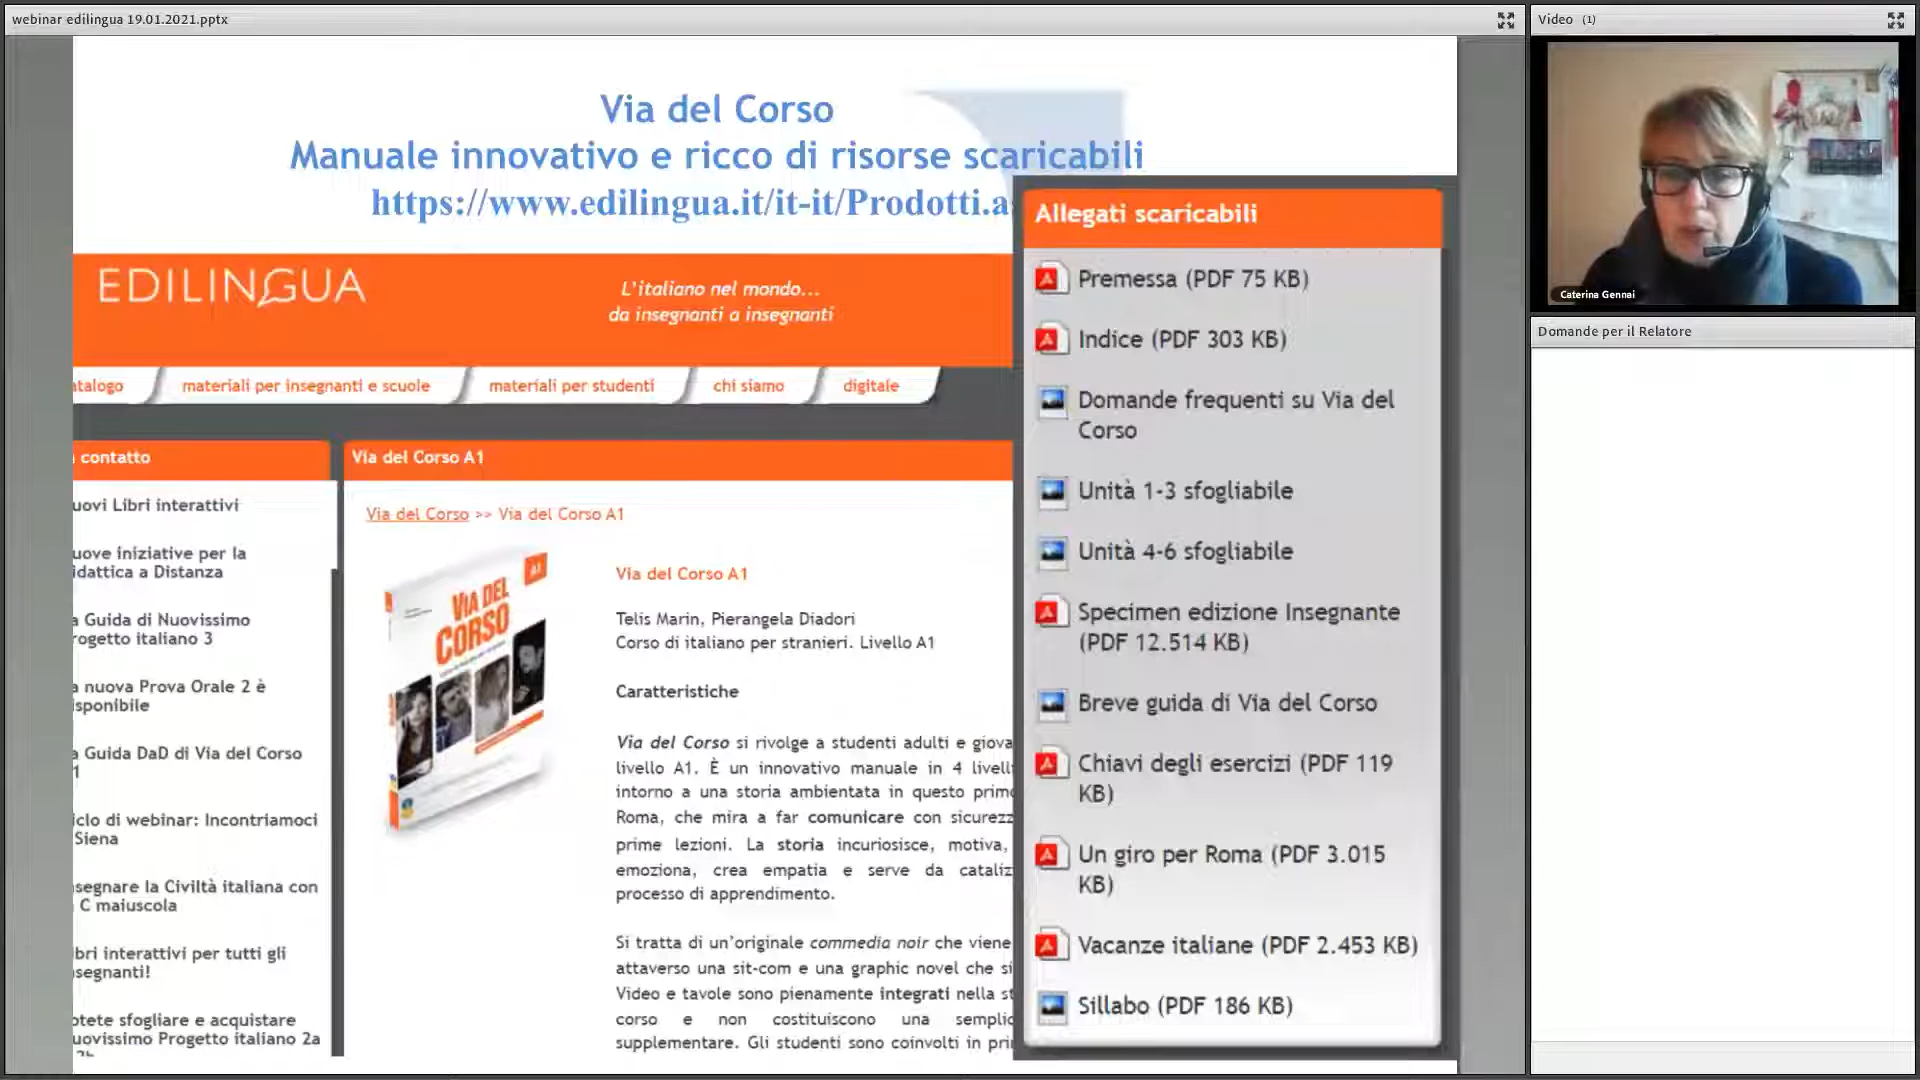 webinar edilingua 19.01.2021.pptx
Via del Corso
Manuale innovativo e ricco di risorse scaricabili
https://www.edilingua.it/it-it/Prodotti.a
EDILINGUA
L'italiano nel mondo...
da insegnanti a insegnanti
atalogo
materiali per insegnanti e scuole
materiali per studenti
chi siamo
digitale
contatto
uovi Libri interattivi
uove iniziative per la
idattica a Distanza
a Guida di Nuovissimo
rogetto italiano 3
a nuova Prova Orale 2 è
isponibile
a Guida DaD di Via del Corso
1
iclo di webinar: Incontriamoci
Siena
nsegnare la Civiltà italiana con
C maiuscola
ibri interattivi per tutti gli
nsegnanti!
otete sfogliare e acquistare
uovissimo Progetto italiano 2a
Via del Corso A1
Via del Corso >> Via del Corso A1
A1
VIA DEL
CORSO
Via del Corso A1
Telis Marin, Pierangela Diadori
Corso di italiano per stranieri. Livello A1
Caratteristiche
Via del Corso si rivolge a studenti adulti e giova
livello A1. È un innovativo manuale in 4 livelli
intorno a una storia ambientata in questo primo
Roma, che mira a far comunicare con sicurezz
prime lezioni. La storia incuriosisce, motiva,
emoziona, crea empatia e serve da cataliz
processo di apprendimento.
Si tratta di un'originale commedia noir che viene
attraverso una sit-com e una graphic novel che si
Video e tavole sono pienamente integrati nella st
corso e non costituiscono una semplic
supplementare. Gli studenti sono coinvolti in pri
Allegati scaricabili
Premessa (PDF 75 KB)
Indice (PDF 303 KB)
Domande frequenti su Via del
Corso
Unità 1-3 sfogliabile
Unità 4-6 sfogliabile
Specimen edizione Insegnante
(PDF 12.514 KB)
Breve guida di Via del Corso
Chiavi degli esercizi (PDF 119
KB)
Un giro per Roma (PDF 3.015
KB)
Vacanze italiane (PDF 2.453 KB)
Sillabo (PDF 186 KB)
Video (1)
Caterina Gennai
Domande per il Relatore